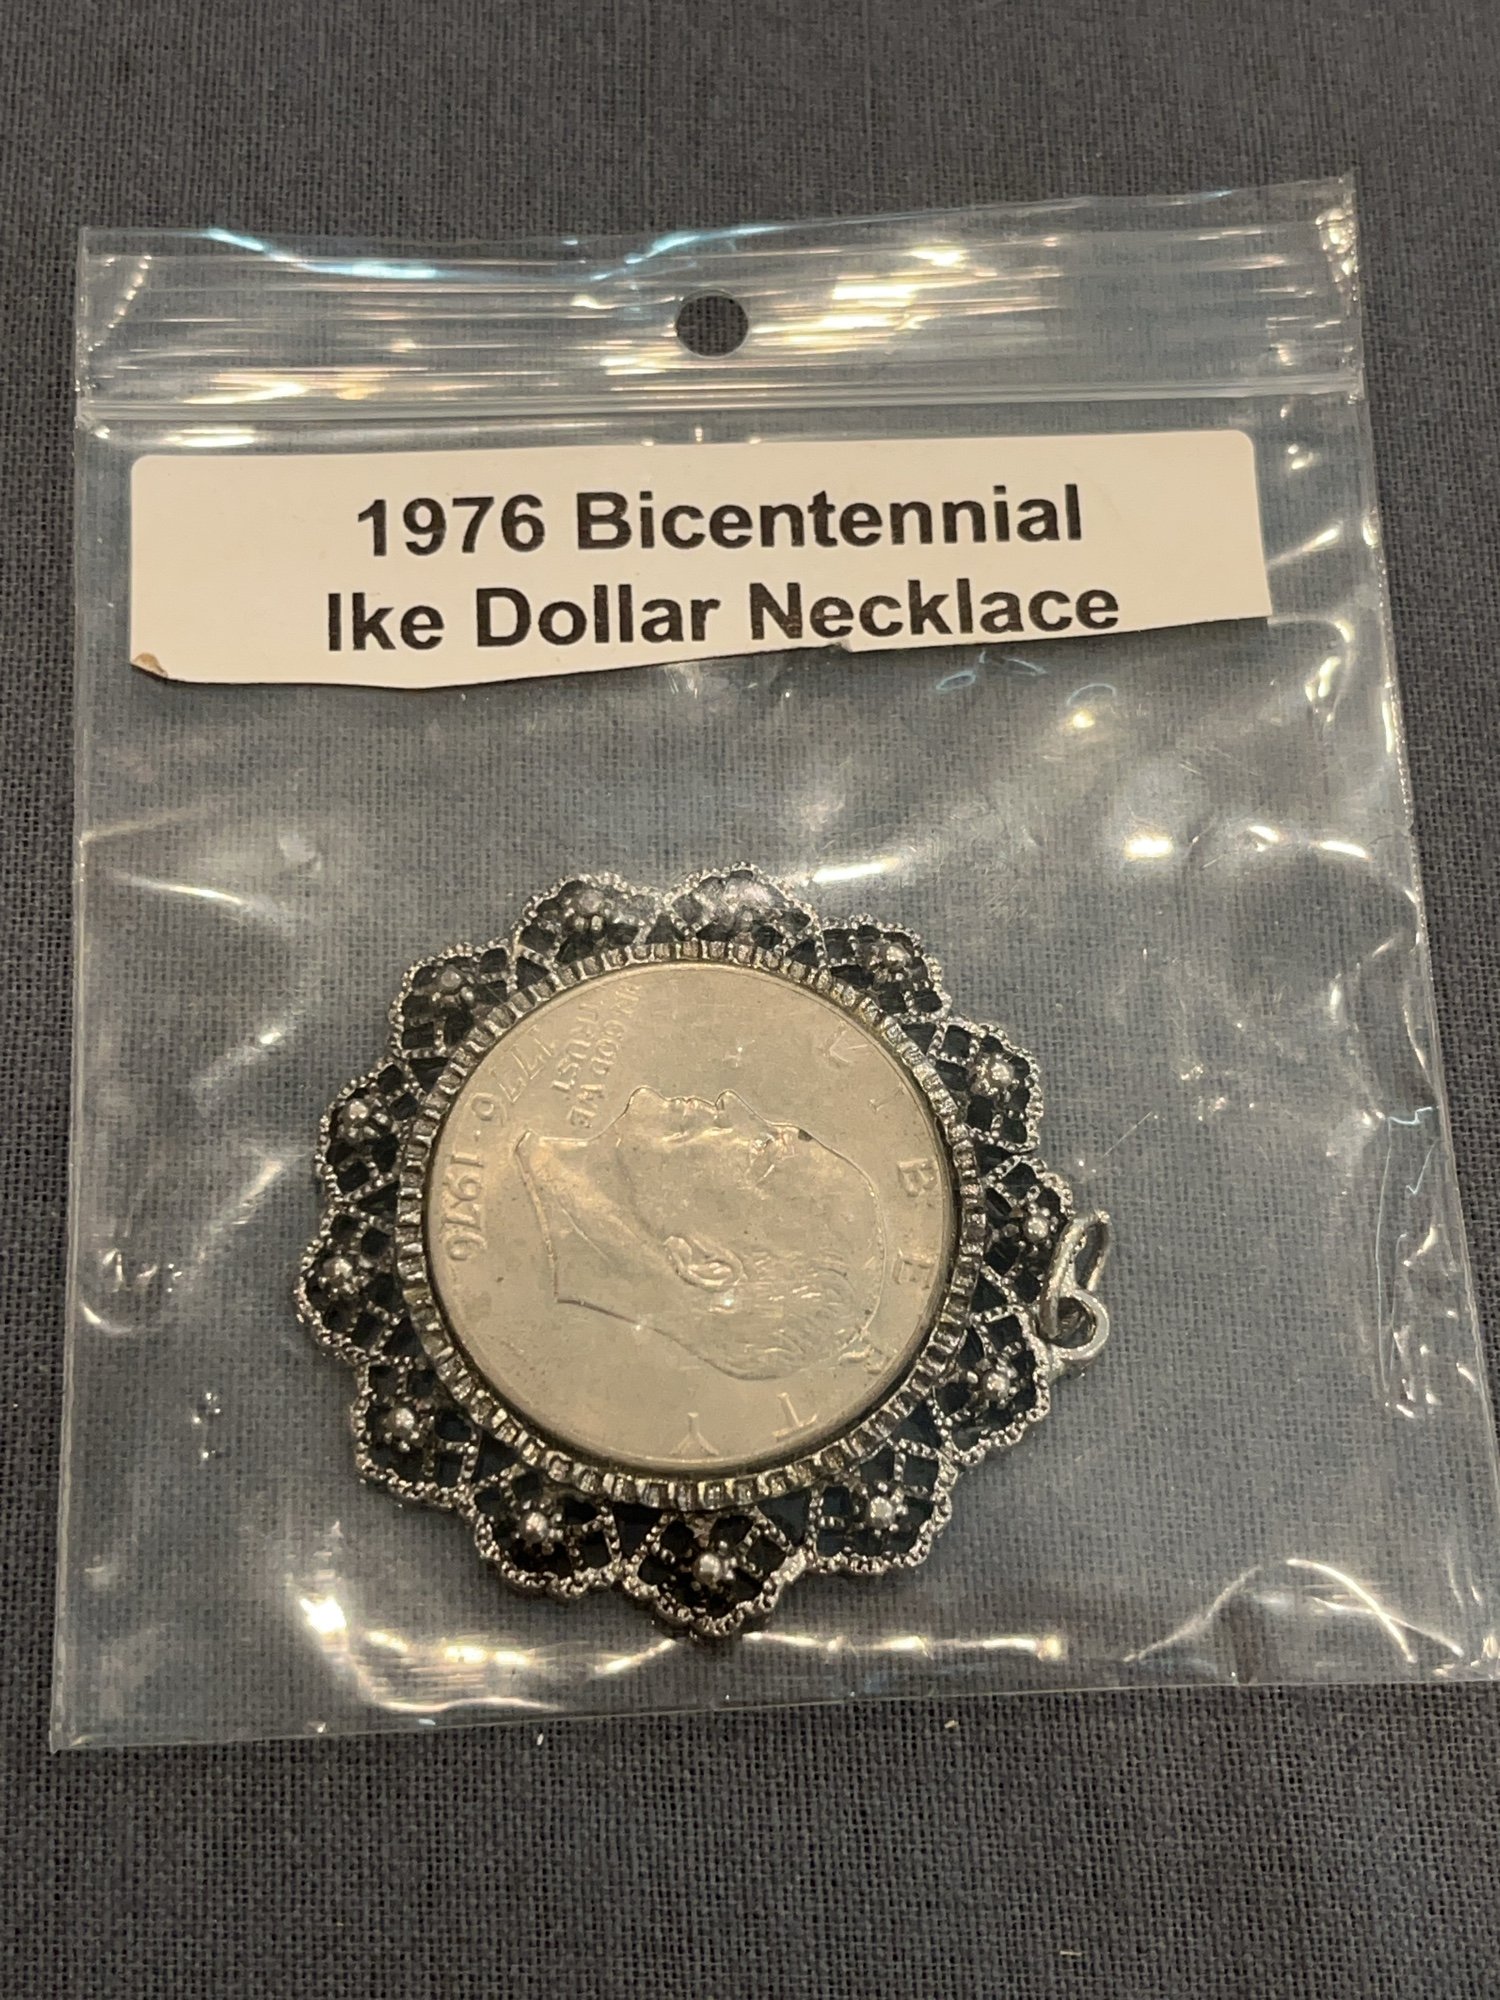 1976 Bicentennial
Ike Dollar Necklace
LIBERTY
IN GOD WE
TRUST
1776-1976